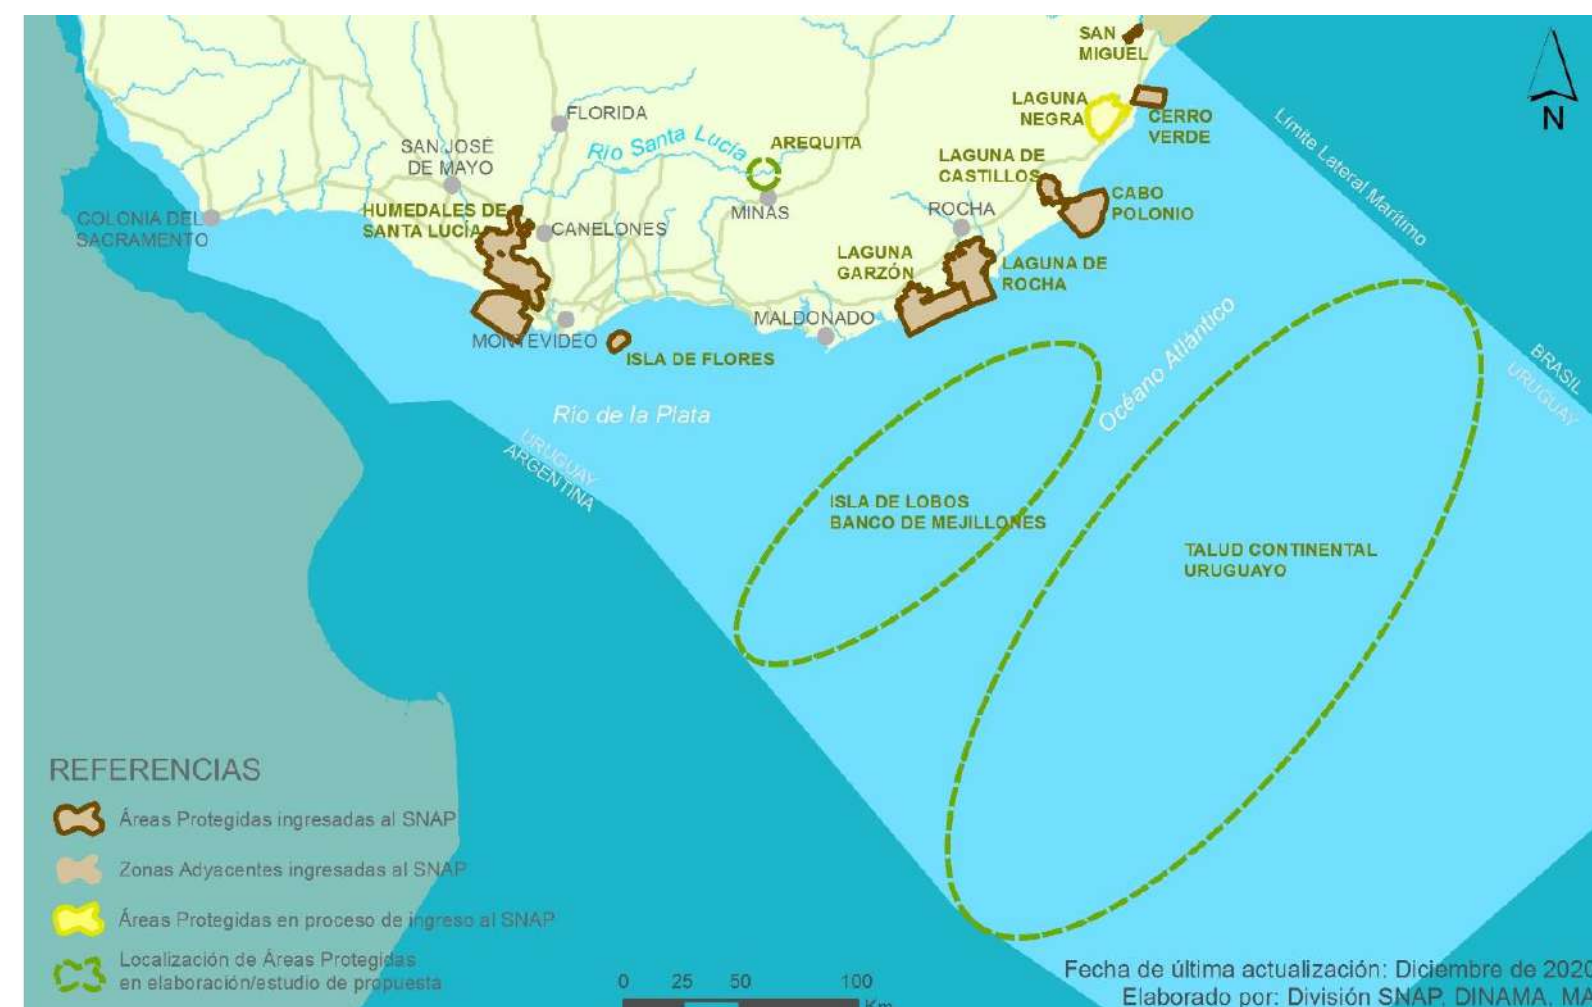 SAN
MIGUEL
LAGUNA
NEGRA
CERRO
VERDE
Límite Lateral Marítimo
N
FLORIDA
SAN JOSÉ
DE MAYO
Río Santa Lucía
AREQUITA
LAGUNA DE
CASTILLOS
CABO
POLONIO
COLONIA DEL
SACRAMENTO
HUMEDALES DE
SANTA LUCÍA
CANELONES
MINAS
ROCHA
LAGUNA
GARZÓN
LAGUNA DE
ROCHA
MONTEVIDEO
MALDONADO
ISLA DE FLORES
Río de la Plata
Océano Atlántico
BRASIL
URUGUAY
URUGUAY
ARGENTINA
ISLA DE LOBOS
BANCO DE MEJILLONES
TALUD CONTINENTAL
URUGUAYO
REFERENCIAS
Áreas Protegidas ingresadas al SNAP
Zonas Adyacentes ingresadas al SNAP
Áreas Protegidas en proceso de ingreso al SNAP
Localización de Áreas Protegidas
en elaboración/estudio de propuesta
0 25 50 100
Km
Fecha de última actualización: Diciembre de 2020
Elaborado por: División SNAP, DINAMA, MA